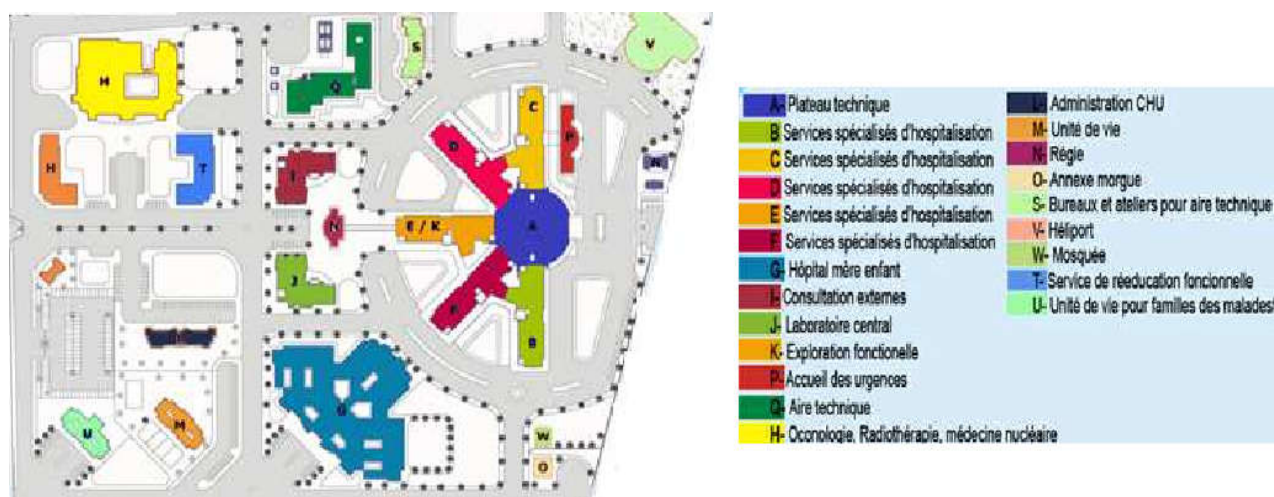 H
Q
S
V
C
D
P
H
T
I
N
E / K
A
J
B
G
U
M
W
O
A- Plateau technique
B Services spécialisés d'hospitalisation
C Services spécialisés d'hospitalisation
D Services spécialisés d'hospitalisation
E Services spécialisés d'hospitalisation
F Services spécialisés d'hospitalisation
G- Hôpital mère enfant
I- Consultation externes
J- Laboratoire central
K- Exploration fonctionelle
P- Accueil des urgences
Q- Aire technique
H- Oconologie, Radiothérapie, médecine nucléaire
L- Administration CHU
M- Unité de vie
N- Régie
O- Annexe morgue
S- Bureaux et ateliers pour aire technique
V- Héliport
W- Mosquée
T- Service de réeducation foncionnelle
U- Unité de vie pour familles des malades